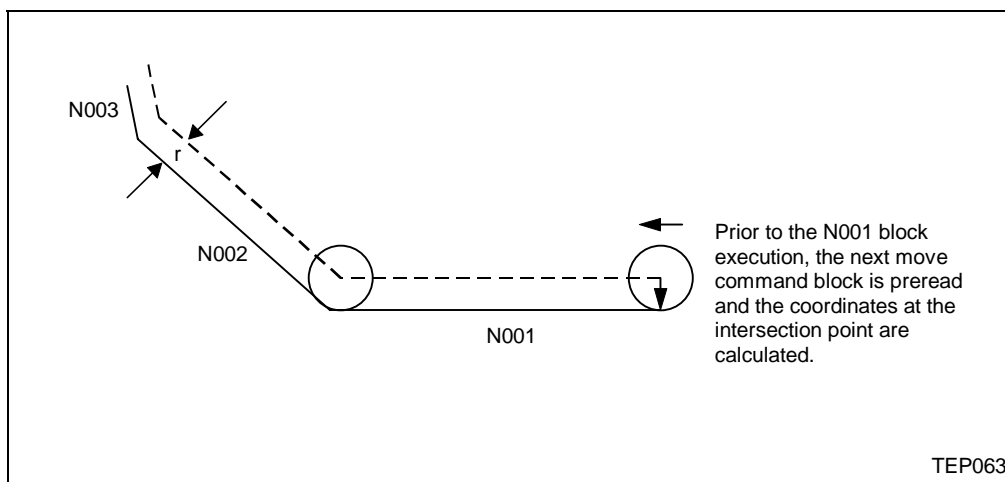 N003
r
N002
N001
Prior to the N001 block
execution, the next move
command block is preread
and the coordinates at the
intersection point are
calculated.
TEP063